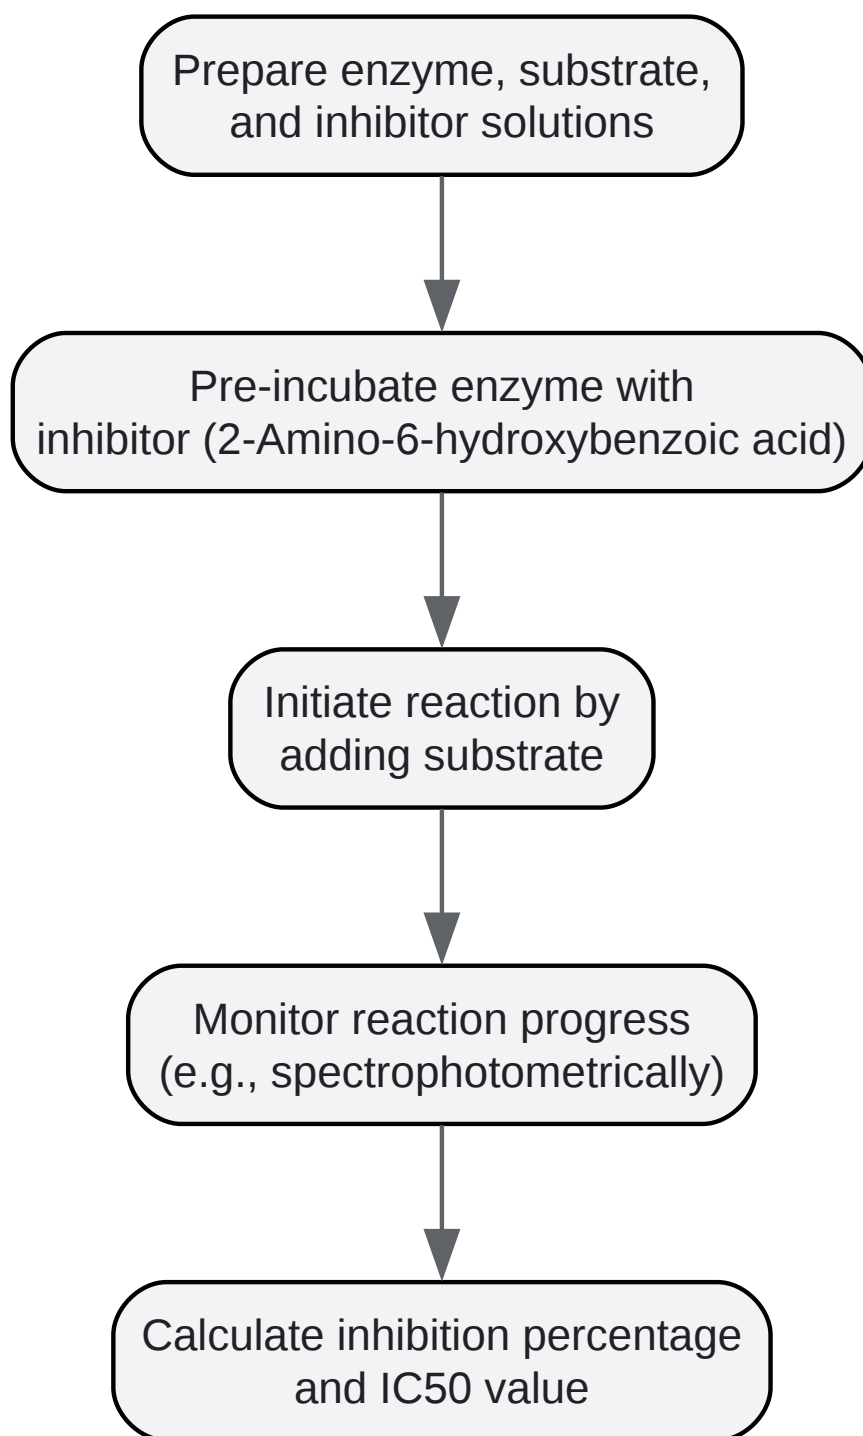 Prepare enzyme, substrate,
and inhibitor solutions
Pre-incubate enzyme with
inhibitor (2-Amino-6-hydroxybenzoic acid)
Initiate reaction by
adding substrate
Monitor reaction progress
(e.g., spectrophotometrically)
Calculate inhibition percentage
and IC50 value